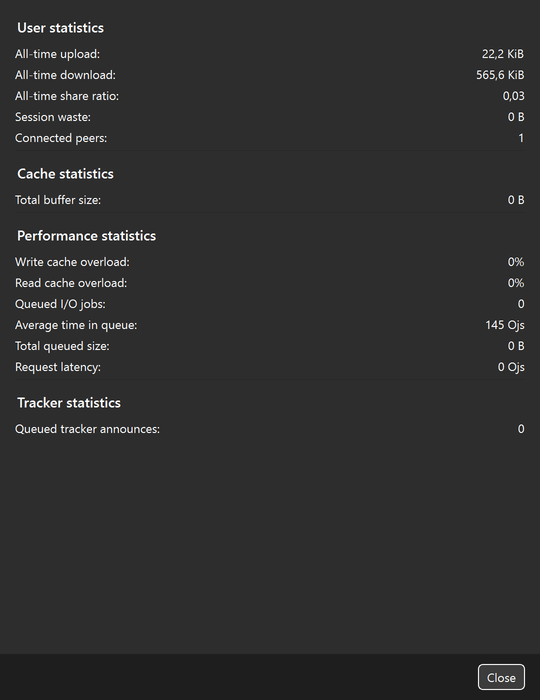 User statistics
All-time upload: 22,2 KiB
All-time download: 565,6 KiB
All-time share ratio: 0,03
Session waste: 0 B
Connected peers: 1
Cache statistics
Total buffer size: 0 B
Performance statistics
Write cache overload: 0%
Read cache overload: 0%
Queued I/O jobs: 0
Average time in queue: 145 Ojs
Total queued size: 0 B
Request latency: 0 Ojs
Tracker statistics
Queued tracker announces: 0
Close